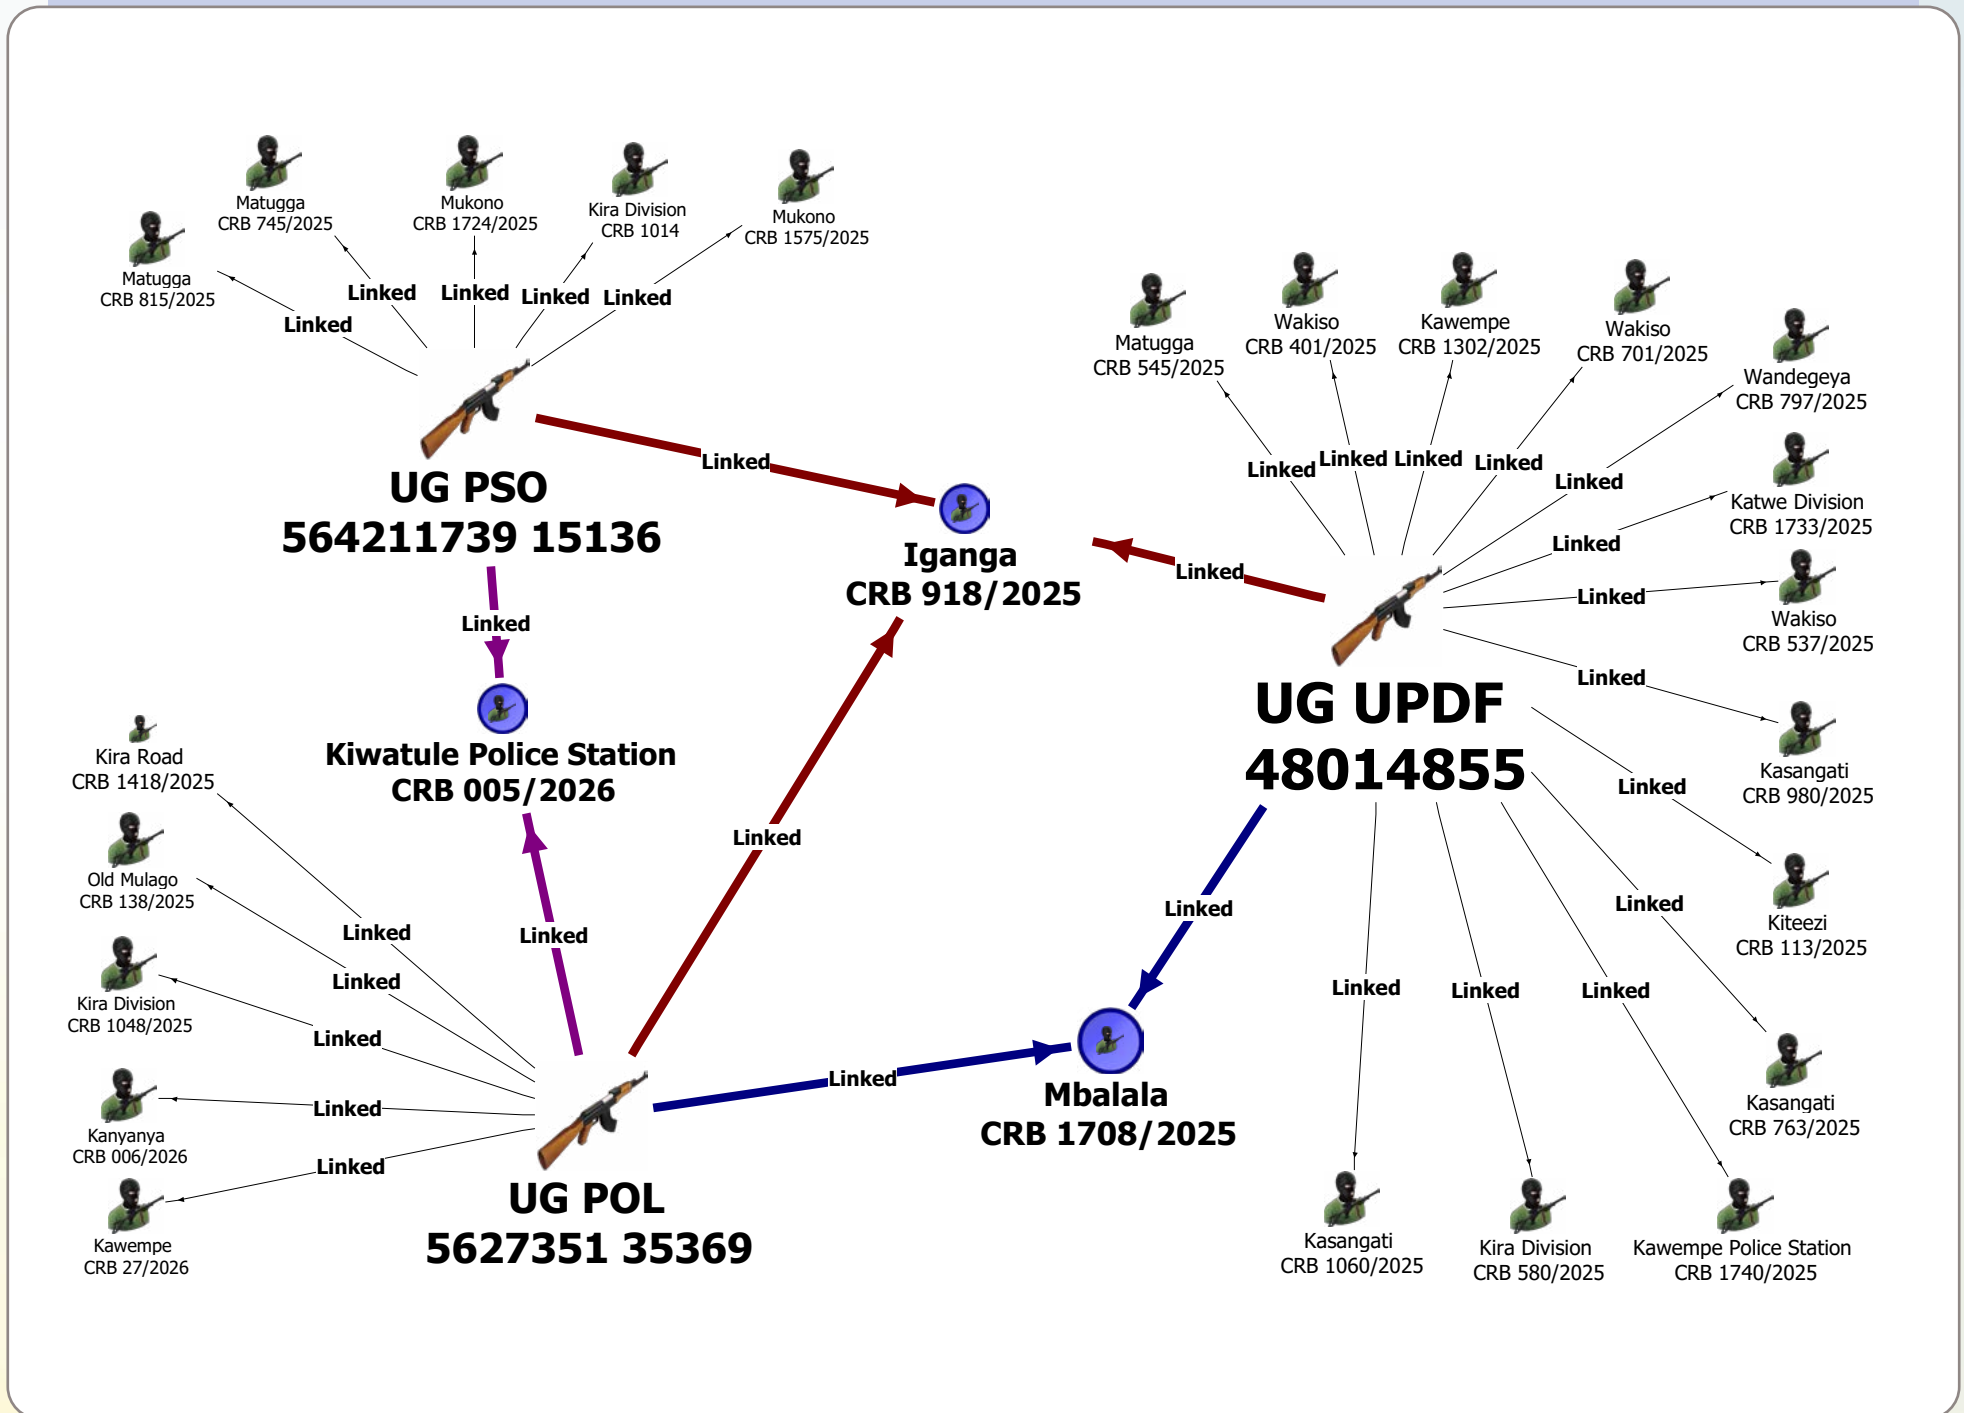 Matugga
CRB 815/2025
Matugga
CRB 745/2025
Mukono
CRB 1724/2025
Kira Division
CRB 1014
Mukono
CRB 1575/2025
Linked
Linked
Linked
Linked
Linked
UG PSO
564211739 15136
Linked
Iganga
CRB 918/2025
Linked
Linked
Kiwatule Police Station
CRB 005/2026
Linked
Linked
Kira Road
CRB 1418/2025
Old Mulago
CRB 138/2025
Kira Division
CRB 1048/2025
Kanyanya
CRB 006/2026
Kawempe
CRB 27/2026
Linked
Linked
Linked
Linked
Linked
UG POL
5627351 35369
Linked
Mbalala
CRB 1708/2025
Linked
Matugga
CRB 545/2025
Wakiso
CRB 401/2025
Kawempe
CRB 1302/2025
Wakiso
CRB 701/2025
Wandegeya
CRB 797/2025
Katwe Division
CRB 1733/2025
Wakiso
CRB 537/2025
Kasangati
CRB 980/2025
Kiteezi
CRB 113/2025
Kasangati
CRB 763/2025
Linked
Linked
Linked
Linked
Linked
Linked
Linked
Linked
Linked
Linked
UG UPDF
48014855
Linked
Linked
Linked
Kasangati
CRB 1060/2025
Kira Division
CRB 580/2025
Kawempe Police Station
CRB 1740/2025